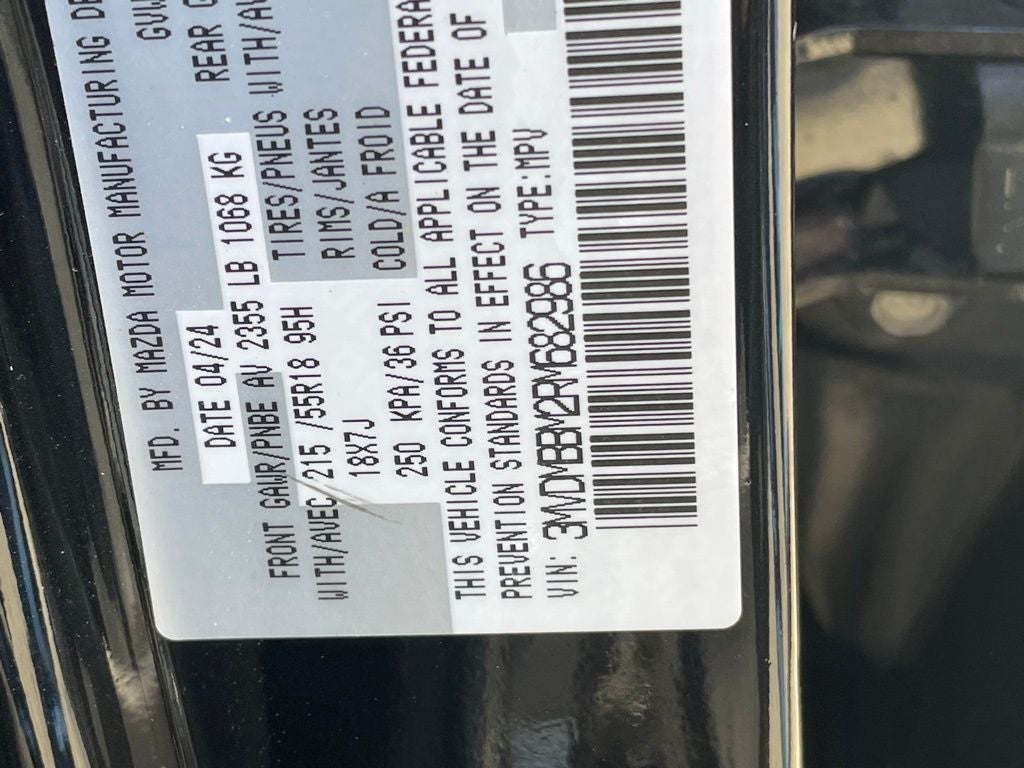 MFD. BY MAZDA MOTOR MANUFACTURING DE
DATE 04/24 GVW
FRONT GAWR/PNBE AV 2355 LB 1068 KG REAR G
WITH/AVEC 215 /55R18 95H TIRES/PNEUS WITH/AV
18X7J RIMS/JANTES
250 KPA/36 PSI COLD/A FROID
THIS VEHICLE CONFORMS TO ALL APPLICABLE FEDERA
PREVENTION STANDARDS IN EFFECT ON THE DATE OF
VIN: 3MVDMBBM2RM682986 TYPE:MPV